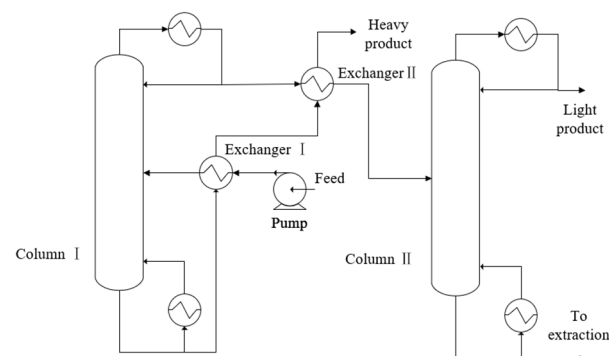 Heavy
product
Exchanger Ⅱ
Light
product
Exchanger Ⅰ
Feed
Pump
Column Ⅰ
Column Ⅱ
To
extraction